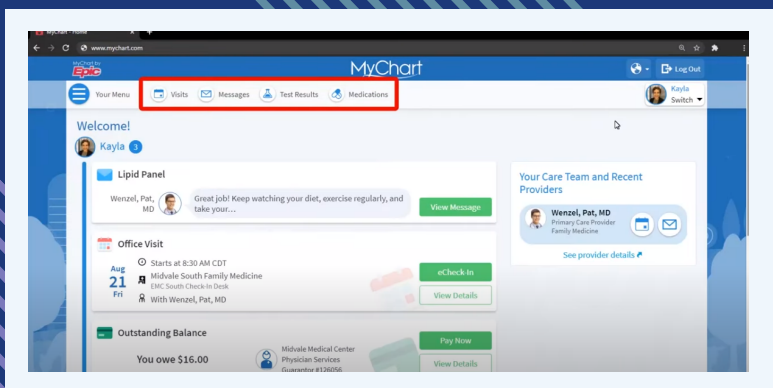 MyChart - Home
www.mychart.com
MyChart by
Epic
MyChart
Log Out
Your Menu
Visits
Messages
Test Results
Medications
Kayla
Switch
Welcome!
Kayla 3
Lipid Panel
Wenzel, Pat,
MD
Great job! Keep watching your diet, exercise regularly, and
take your...
View Message
Office Visit
Aug
21
Fri
Starts at 8:30 AM CDT
Midvale South Family Medicine
EMC South Check-In Desk
With Wenzel, Pat, MD
eCheck-In
View Details
Outstanding Balance
You owe $16.00
Midvale Medical Center
Physician Services
Guarantor #126056
Pay Now
View Details
Your Care Team and Recent
Providers
Wenzel, Pat, MD
Primary Care Provider
Family Medicine
See provider details